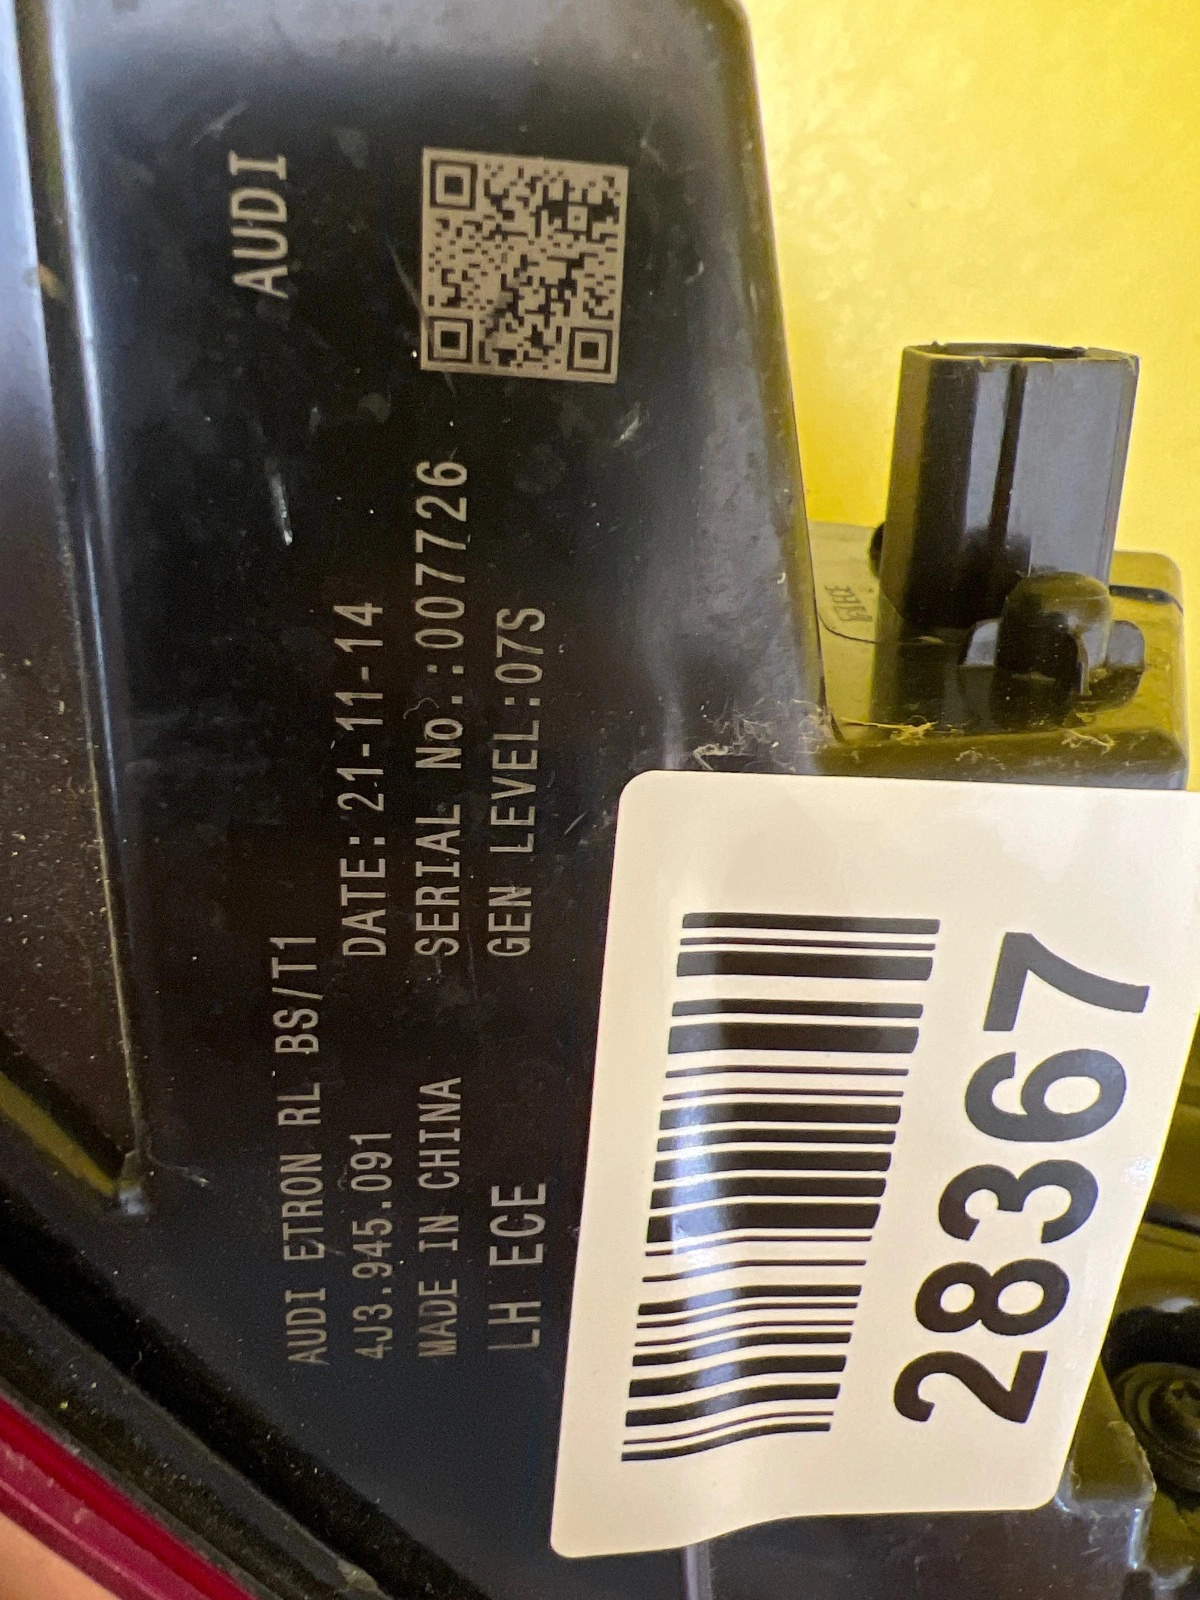 AUDI
AUDI ETRON RL BS/T1
4J3.945.091
DATE:21-11-14
MADE IN CHINA
SERIAL No.:007726
LH ECE
GEN LEVEL:07S
28367